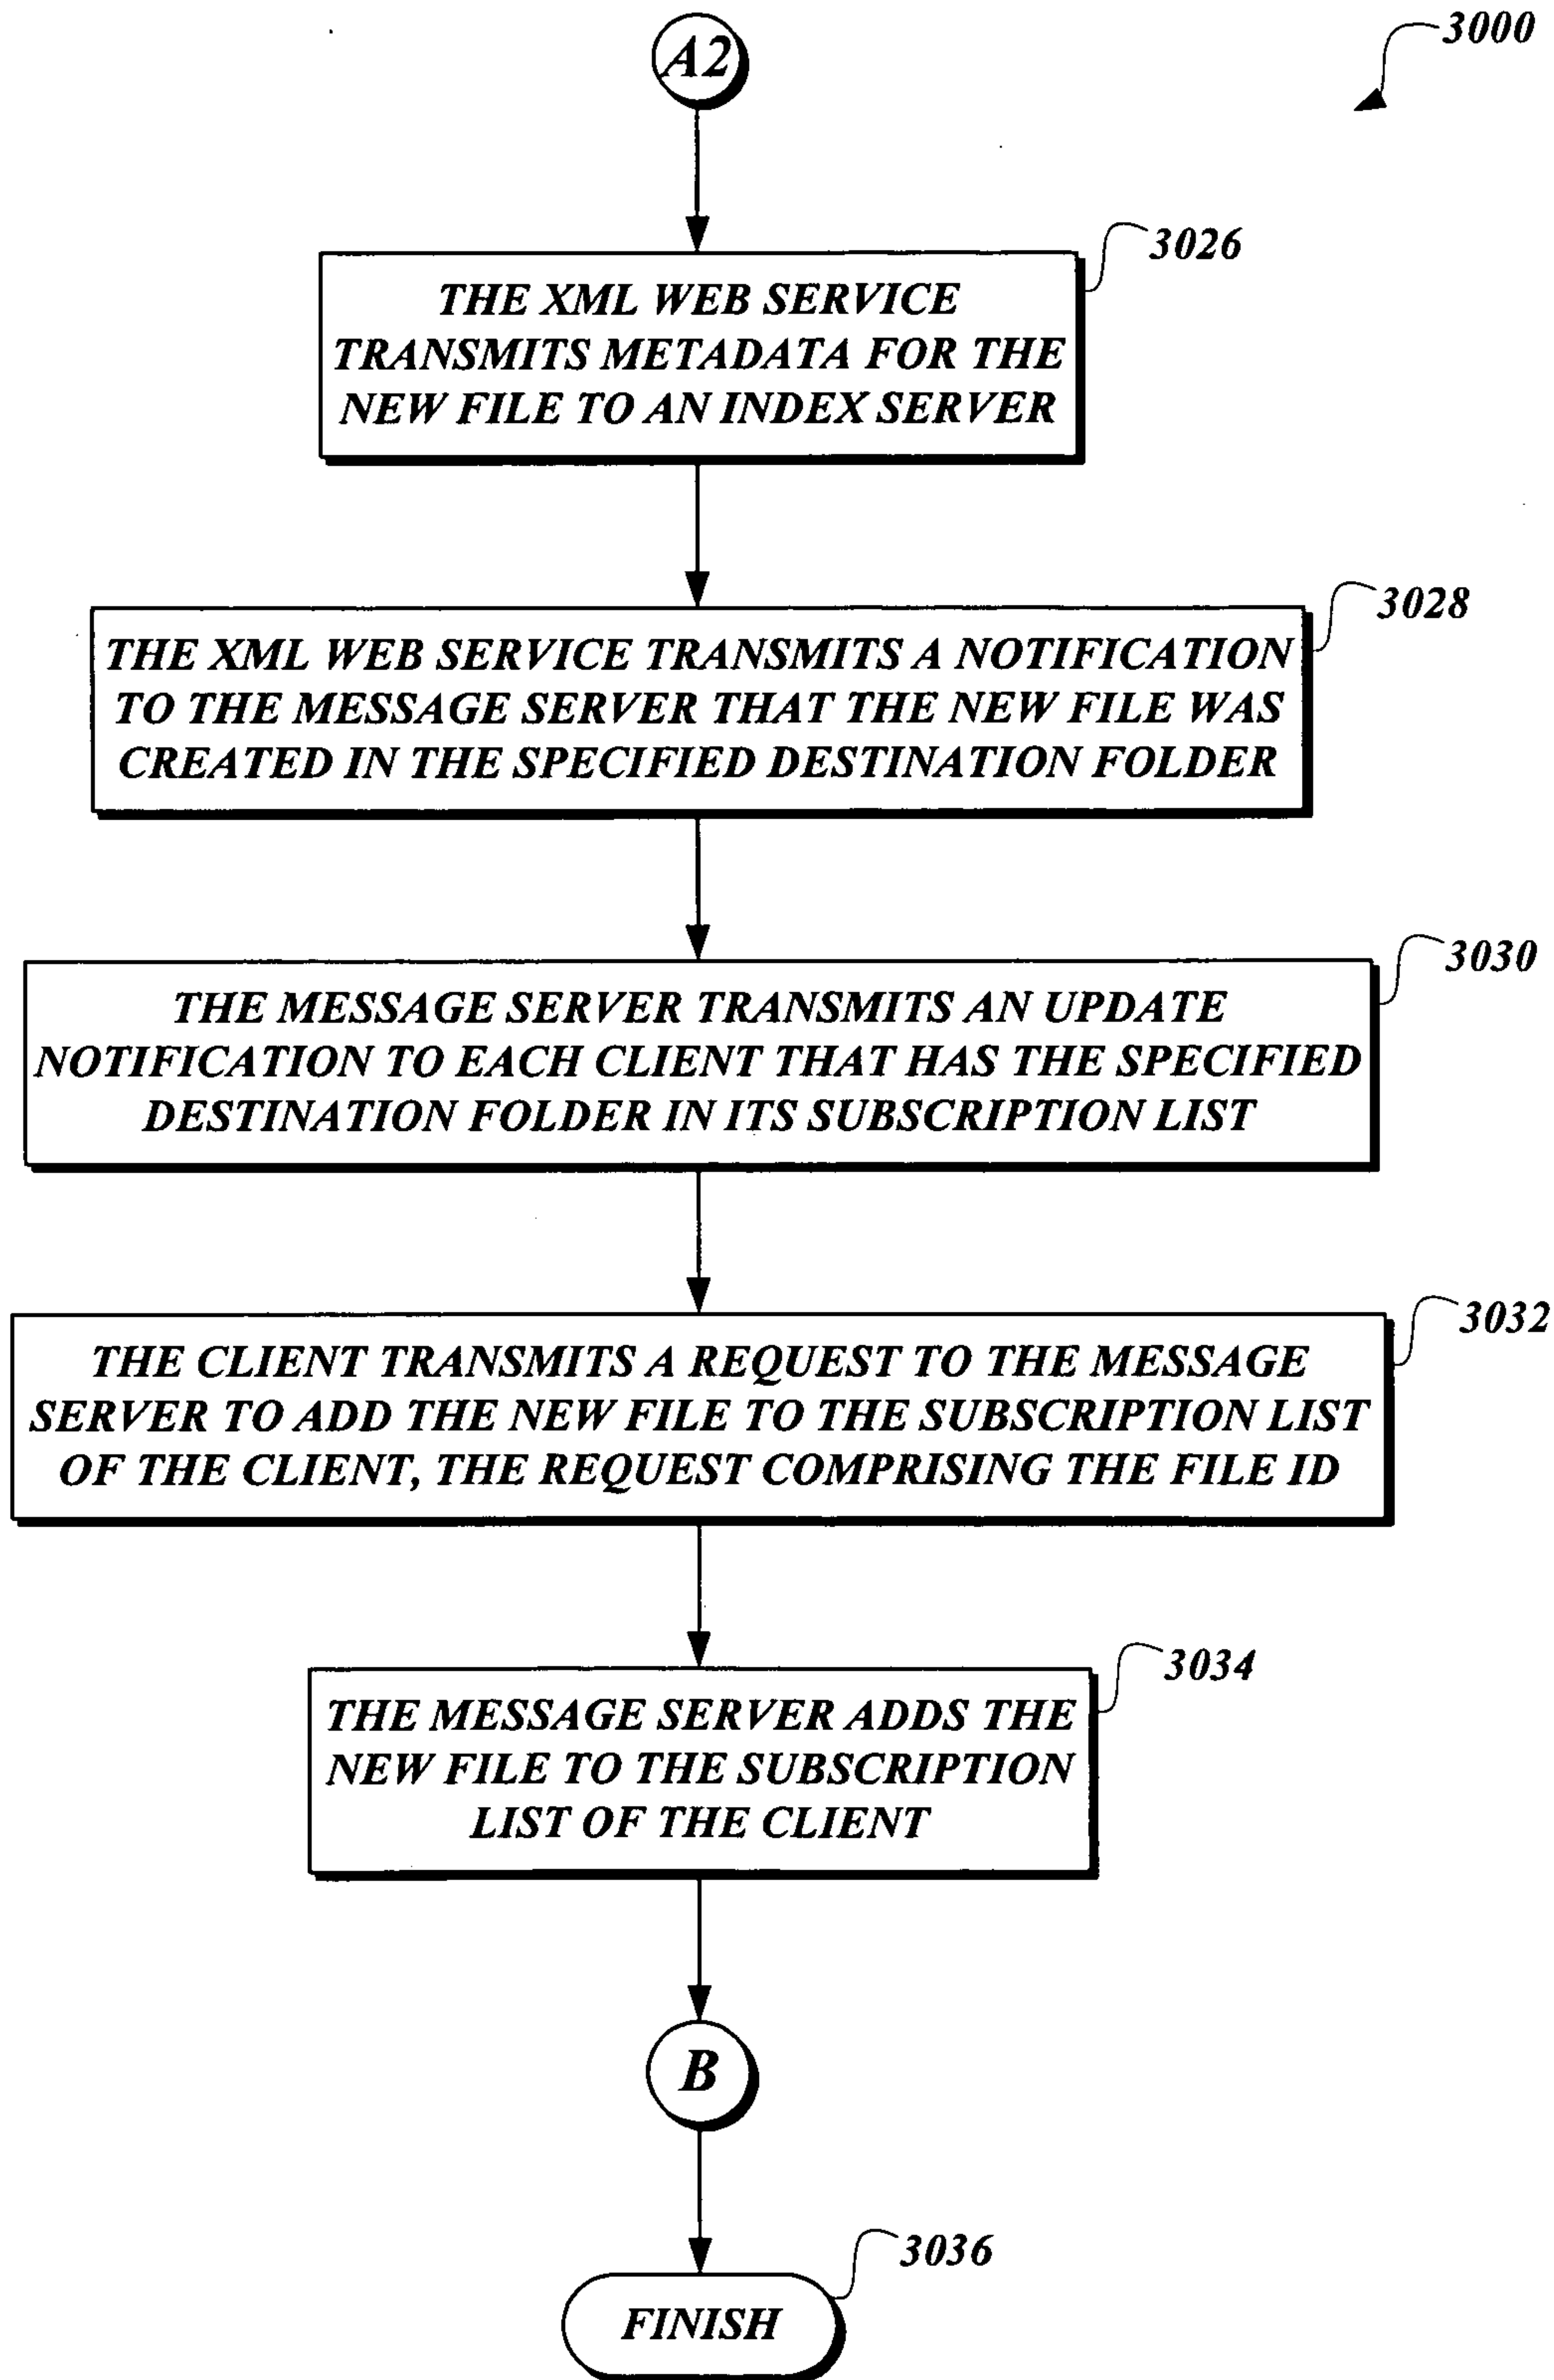 A2
3000
3026
THE XML WEB SERVICE
TRANSMITS METADATA FOR THE
NEW FILE TO AN INDEX SERVER
3028
THE XML WEB SERVICE TRANSMITS A NOTIFICATION
TO THE MESSAGE SERVER THAT THE NEW FILE WAS
CREATED IN THE SPECIFIED DESTINATION FOLDER
3030
THE MESSAGE SERVER TRANSMITS AN UPDATE
NOTIFICATION TO EACH CLIENT THAT HAS THE SPECIFIED
DESTINATION FOLDER IN ITS SUBSCRIPTION LIST
3032
THE CLIENT TRANSMITS A REQUEST TO THE MESSAGE
SERVER TO ADD THE NEW FILE TO THE SUBSCRIPTION LIST
OF THE CLIENT, THE REQUEST COMPRISING THE FILE ID
3034
THE MESSAGE SERVER ADDS THE
NEW FILE TO THE SUBSCRIPTION
LIST OF THE CLIENT
B
3036
FINISH